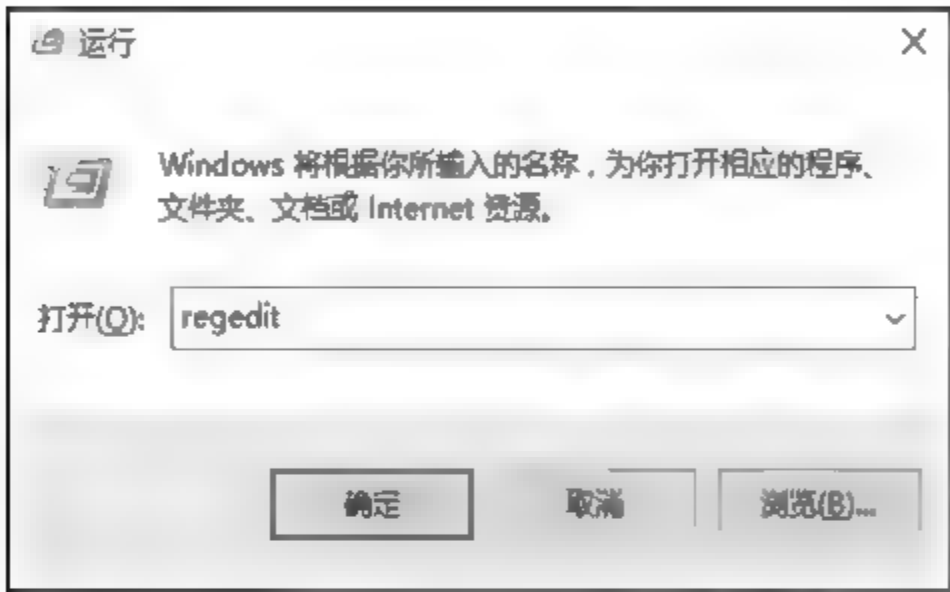 运行
Windows 将根据你所输入的名称，为你打开相应的程序、
文件夹、文档或 Internet 资源。
打开(O): regedit
确定 取消 浏览(B)...